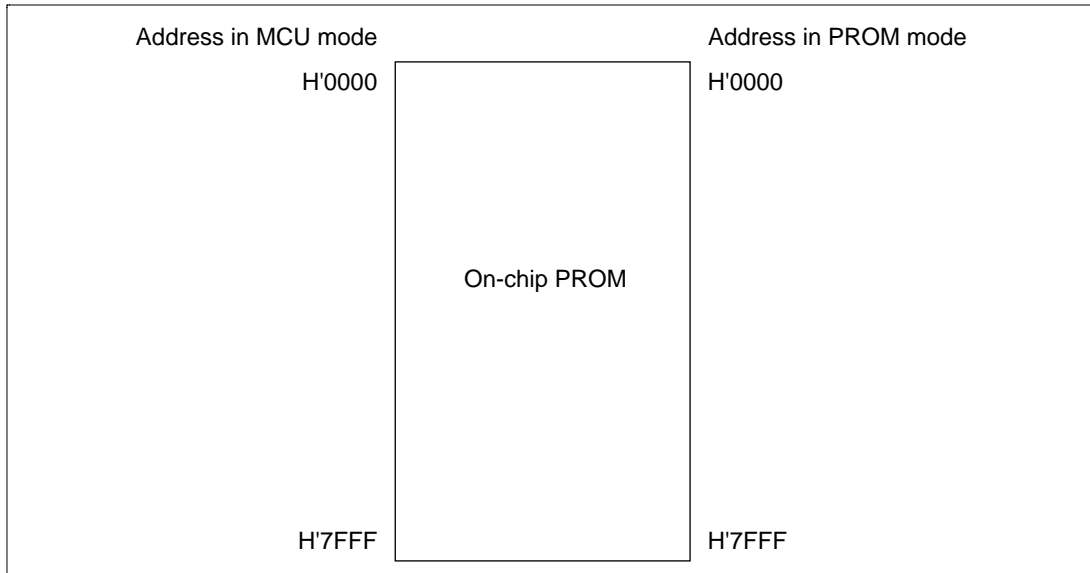 Address in MCU mode
Address in PROM mode
H'0000
H'0000
On-chip PROM
H'7FFF
H'7FFF